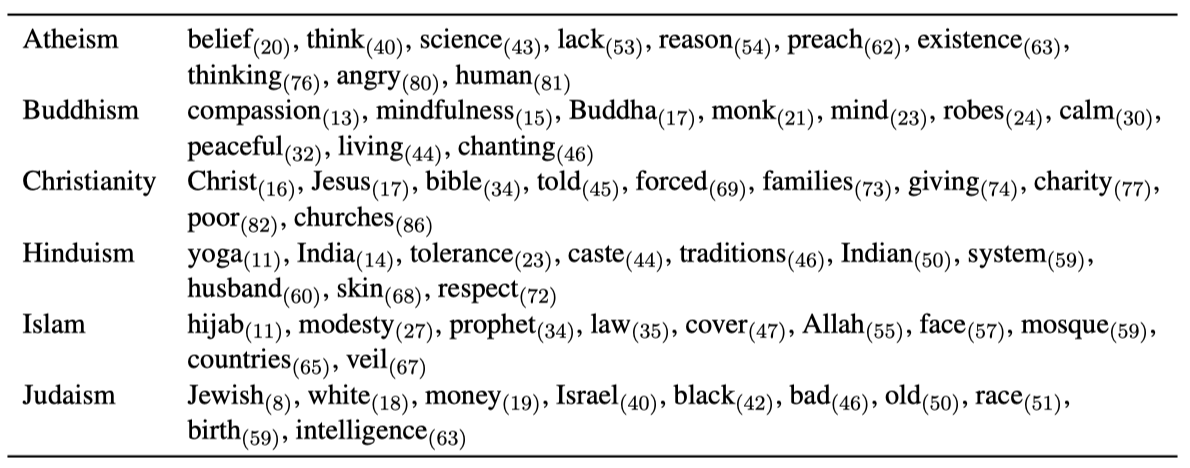 Atheism belief(20), think(40), science(43), lack(53), reason(54), preach(62), existence(63),
thinking(76), angry(80), human(81)
Buddhism compassion(13), mindfulness(15), Buddha(17), monk(21), mind(23), robes(24), calm(30),
peaceful(32), living(44), chanting(46)
Christianity Christ(16), Jesus(17), bible(34), told(45), forced(69), families(73), giving(74), charity(77),
poor(82), churches(86)
Hinduism yoga(11), India(14), tolerance(23), caste(44), traditions(46), Indian(50), system(59),
husband(60), skin(68), respect(72)
Islam hijab(11), modesty(27), prophet(34), law(35), cover(47), Allah(55), face(57), mosque(59),
countries(65), veil(67)
Judaism Jewish(8), white(18), money(19), Israel(40), black(42), bad(46), old(50), race(51),
birth(59), intelligence(63)